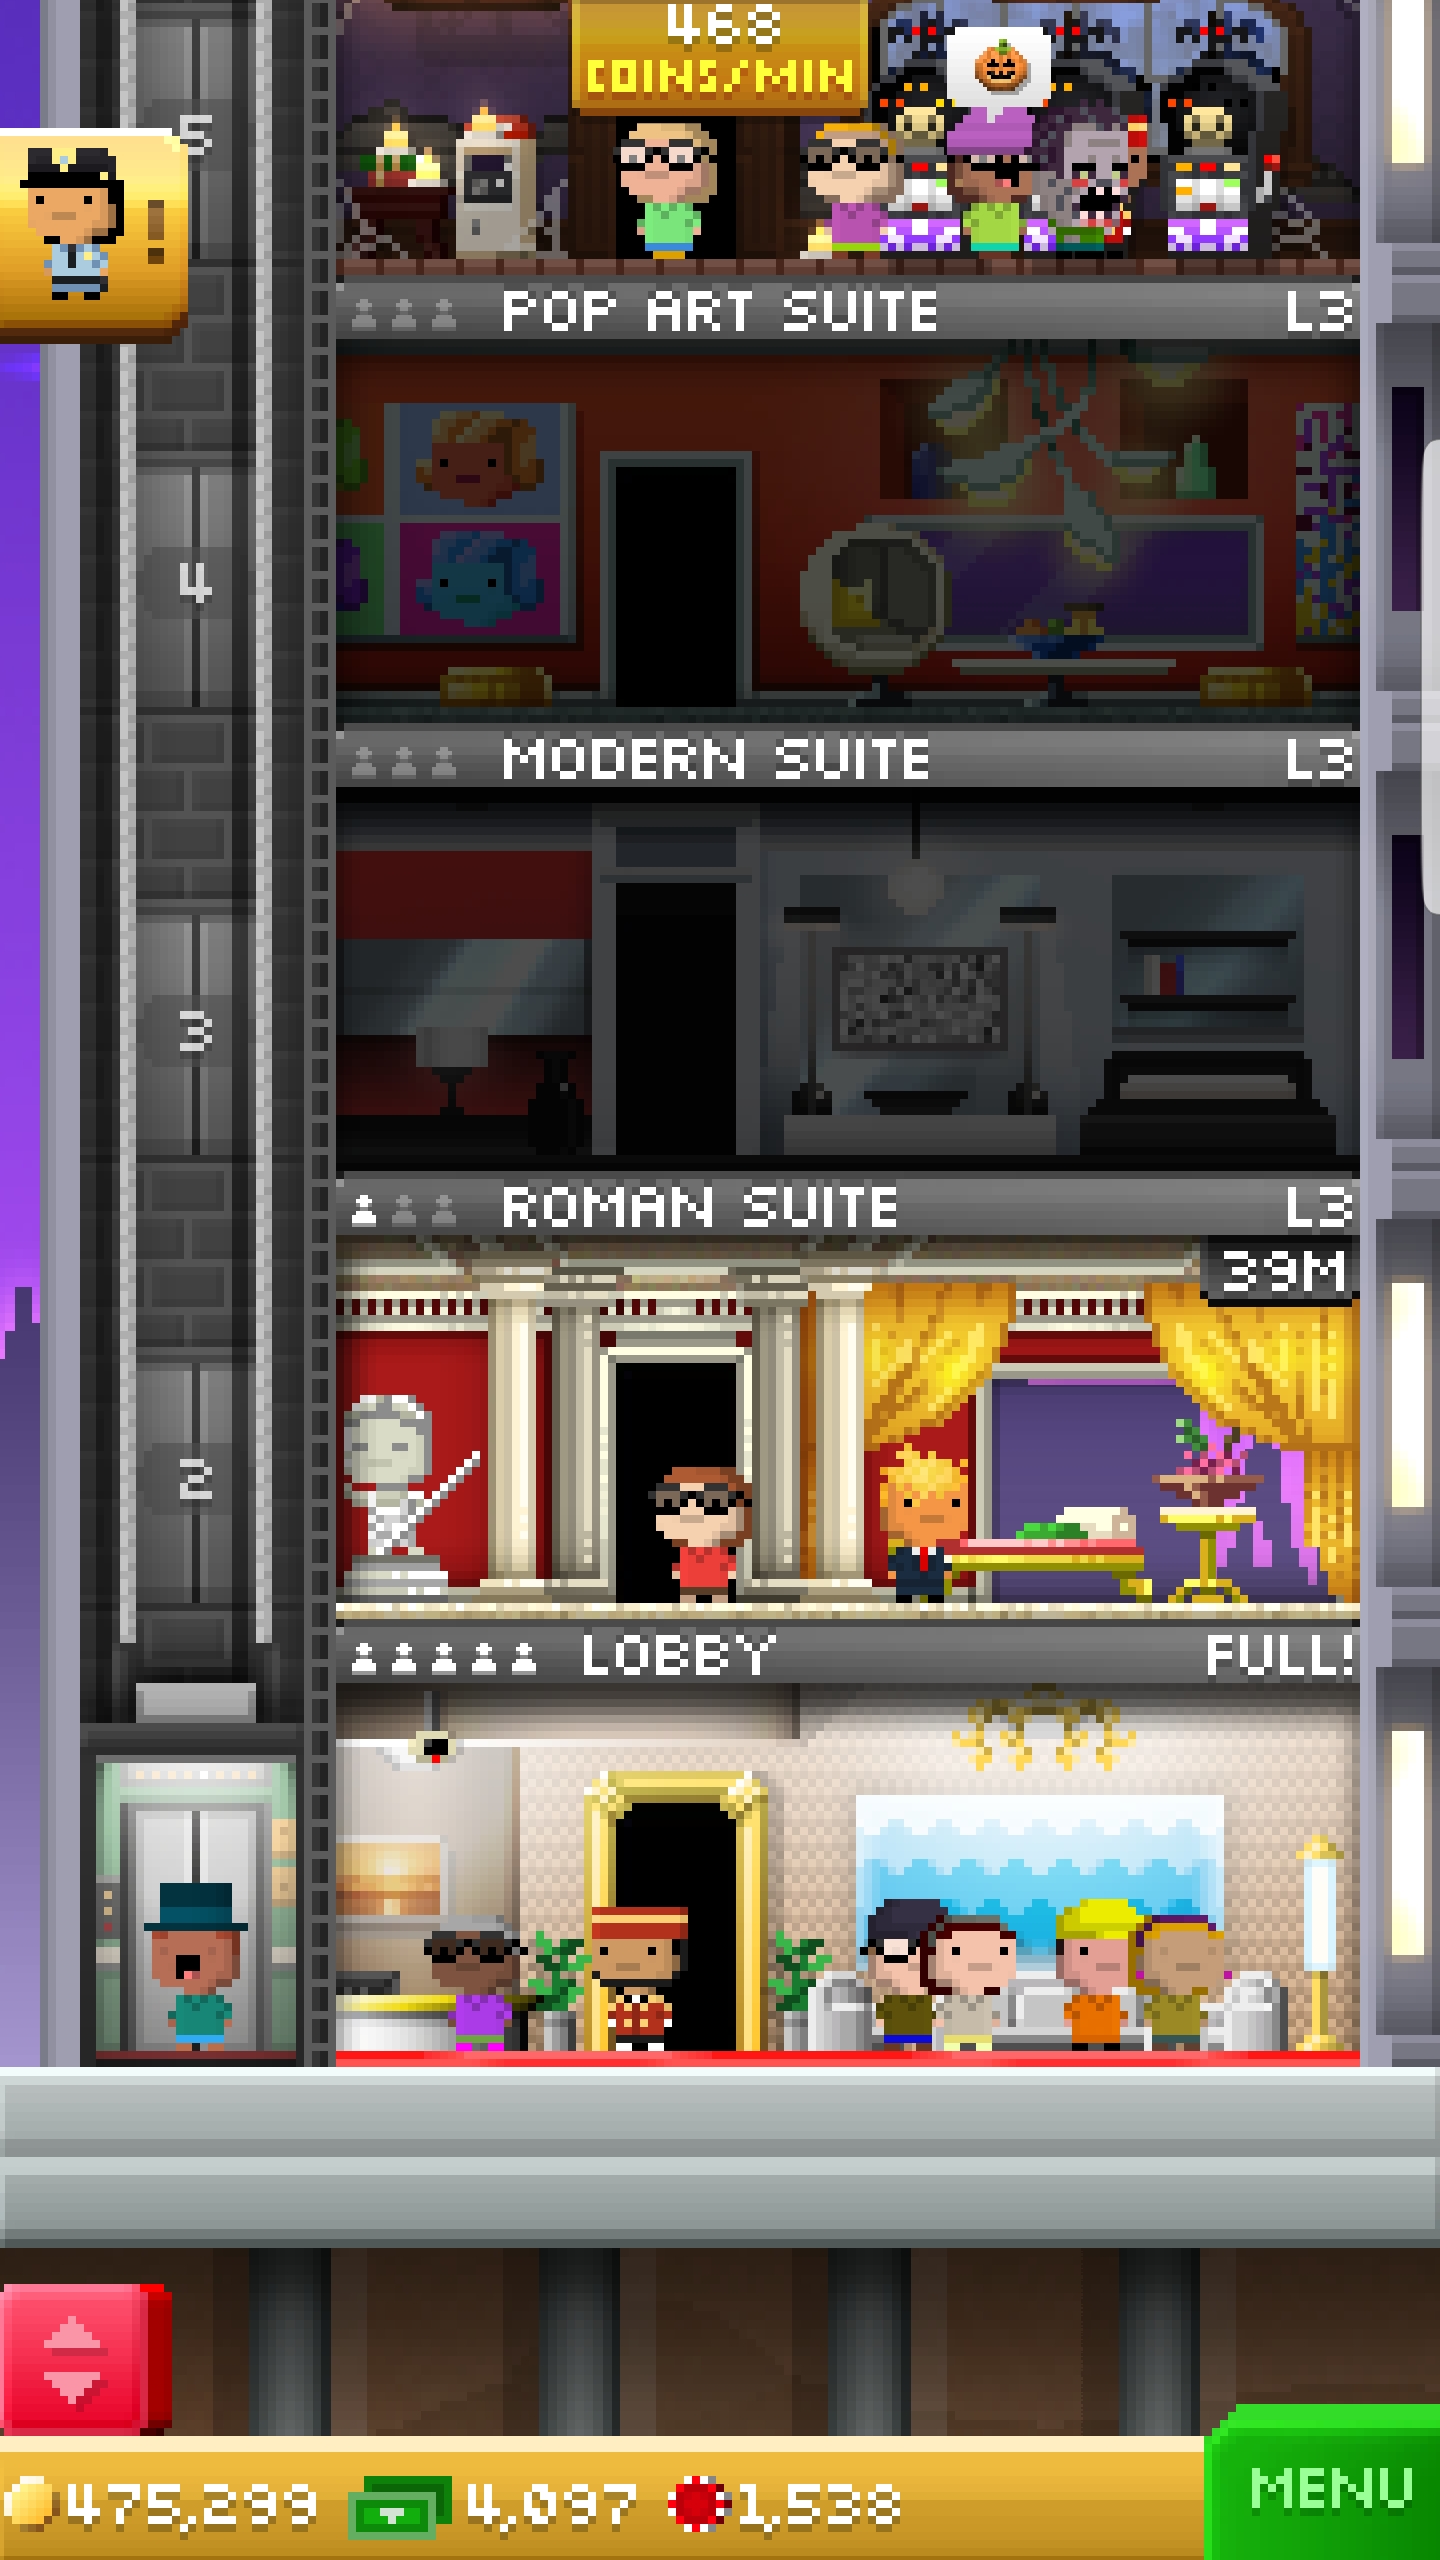 468
COINS/MIN
5
!
POP ART SUITE L3
4
MODERN SUITE L3
3
ROMAN SUITE L3
39M
2
LOBBY FULL!
475,299 4,097 1,538
MENU